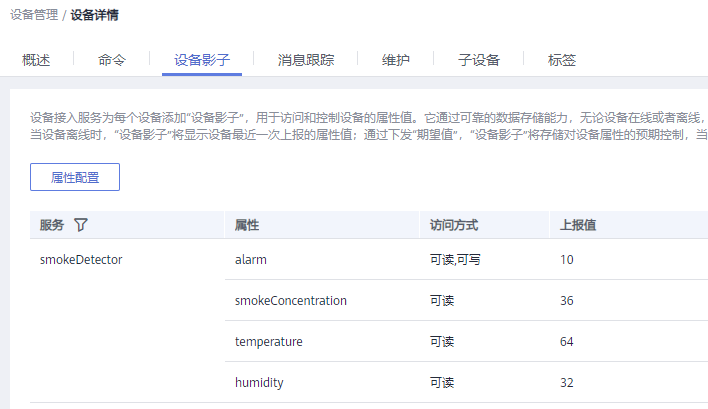 设备管理 / 设备详情
概述 命令 设备影子 消息跟踪 维护 子设备 标签
设备接入服务为每个设备添加“设备影子”，用于访问和控制设备的属性值。它通过可靠的数据存储能力，无论设备在线或者离线，
当设备离线时，“设备影子”将显示设备最近一次上报的属性值；通过下发“期望值”，“设备影子”将存储对设备属性的预期控制，当
属性配置
服务 属性 访问方式 上报值
smokeDetector alarm 可读,可写 10
smokeConcentration 可读 36
temperature 可读 64
humidity 可读 32